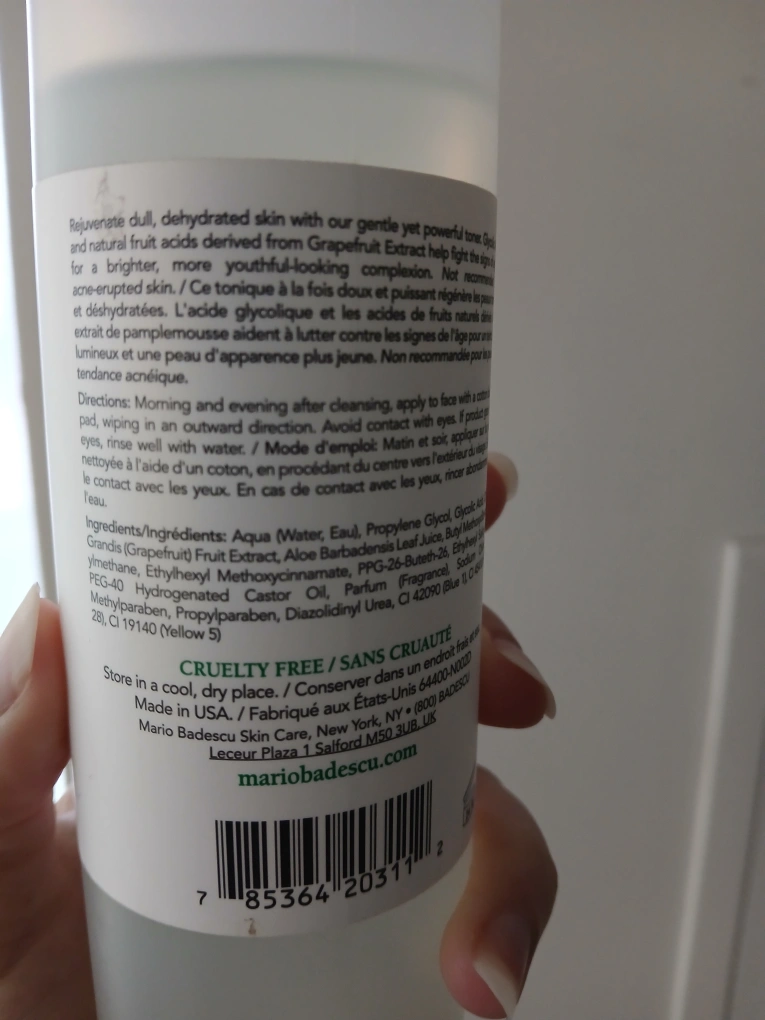 Rejuvenate dull, dehydrated skin with our gentle yet powerful toner.
and natural fruit acids derived from Grapefruit Extract help fight the
for a brighter, more youthful-looking complexion. Not
acne-erupted skin. / Ce tonique à la fois doux et puissant régénère les
et déshydratées. L'acide glycolique et les acides de fruits naturels
extrait de pamplemousse aident à lutter contre les signes de l'âge pour
lumineux et une peau d'apparence plus jeune. Non recommandée pour
tendance acnéique.
Directions: Morning and evening after cleansing, apply to face with a
pad, wiping in an outward direction. Avoid contact with eyes. If product
eyes, rinse well with water. / Mode d'emploi: Matin et soir, appliquer
nettoyée à l'aide d'un coton, en procédant du centre vers l'extérieur du
le contact avec les yeux. En cas de contact avec les yeux, rincer
l'eau.
Ingredients/Ingrédients: Aqua (Water, Eau), Propylene Glycol, Glycolic
Grandis (Grapefruit) Fruit Extract, Aloe Barbadensis Leaf Juice, Butyl
ylmethane, Ethylhexyl Methoxycinnamate, PPG-26-Buteth-26, Ethylhexyl
PEG-40 Hydrogenated Castor Oil, Parfum (Fragrance), Sodium
Methylparaben, Propylparaben, Diazolidinyl Urea, CI 42090 (Blue 1), CI
28), CI 19140 (Yellow 5)
CRUELTY FREE / SANS CRUAUTÉ
Store in a cool, dry place. / Conserver dans un endroit frais et
Made in USA. / Fabriqué aux États-Unis 64400-N002D
Mario Badescu Skin Care, New York, NY • (800) BADESCU
Leceur Plaza 1 Salford M50 3UB. UK
mariobadescu.com
7 85364 20311 2